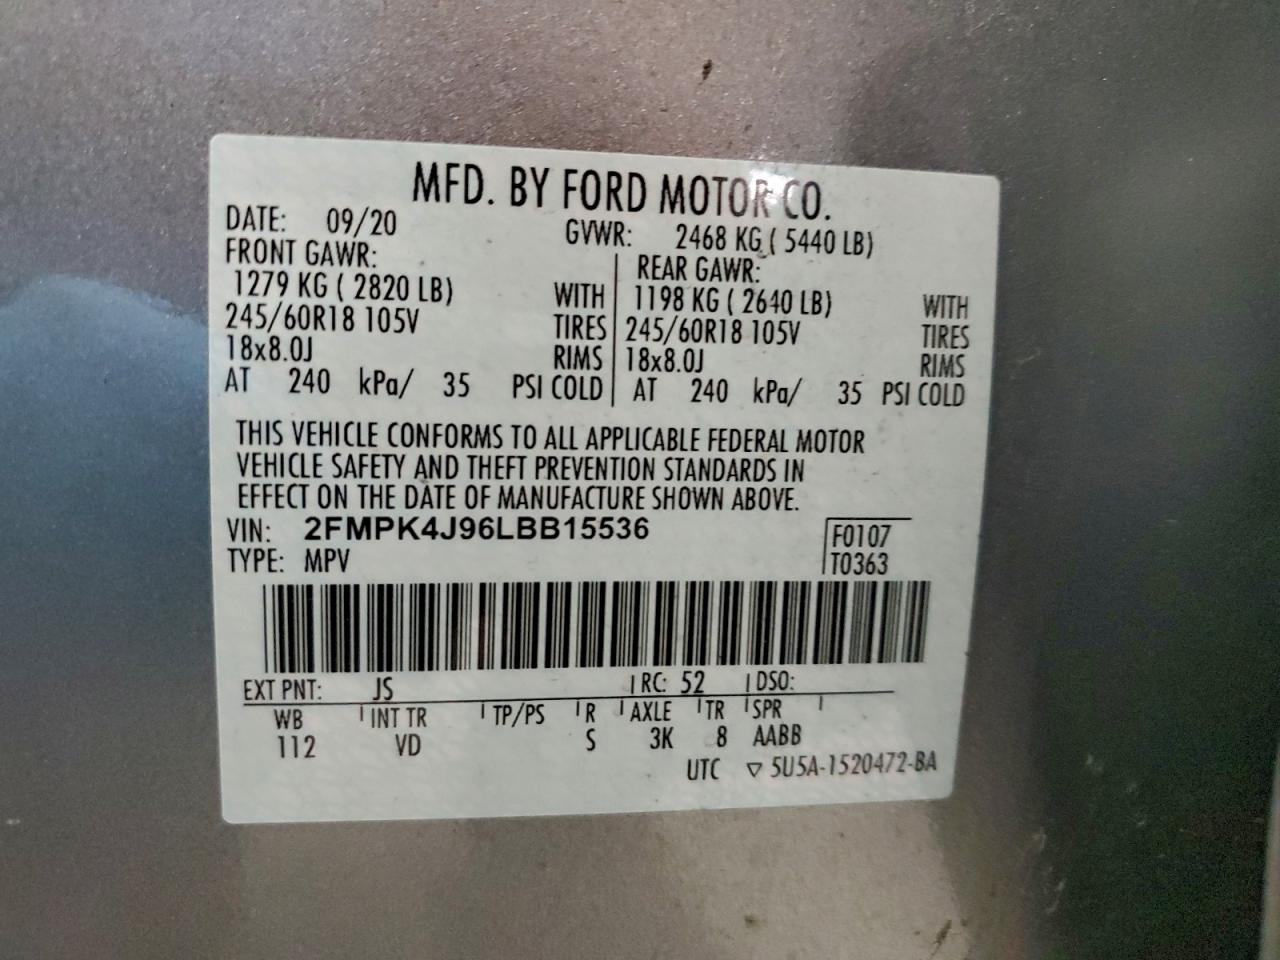 MFD. BY FORD MOTOR CO.
DATE: 09/20 GVWR: 2468 KG ( 5440 LB)
FRONT GAWR: REAR GAWR:
1279 KG ( 2820 LB) WITH 1198 KG ( 2640 LB) WITH
245/60R18 105V TIRES 245/60R18 105V TIRES
18x8.0J RIMS 18x8.0J RIMS
AT 240 kPa/ 35 PSI COLD AT 240 kPa/ 35 PSI COLD
THIS VEHICLE CONFORMS TO ALL APPLICABLE FEDERAL MOTOR
VEHICLE SAFETY AND THEFT PREVENTION STANDARDS IN
EFFECT ON THE DATE OF MANUFACTURE SHOWN ABOVE.
VIN: 2FMPK4J96LBB15536 F0107
TYPE: MPV T0363
EXT PNT: JS RC: 52 DSO:
WB INT TR TP/PS R AXLE TR SPR
112 VD S 3K 8 AABB
UTC ▽ 5U5A-1520472-BA